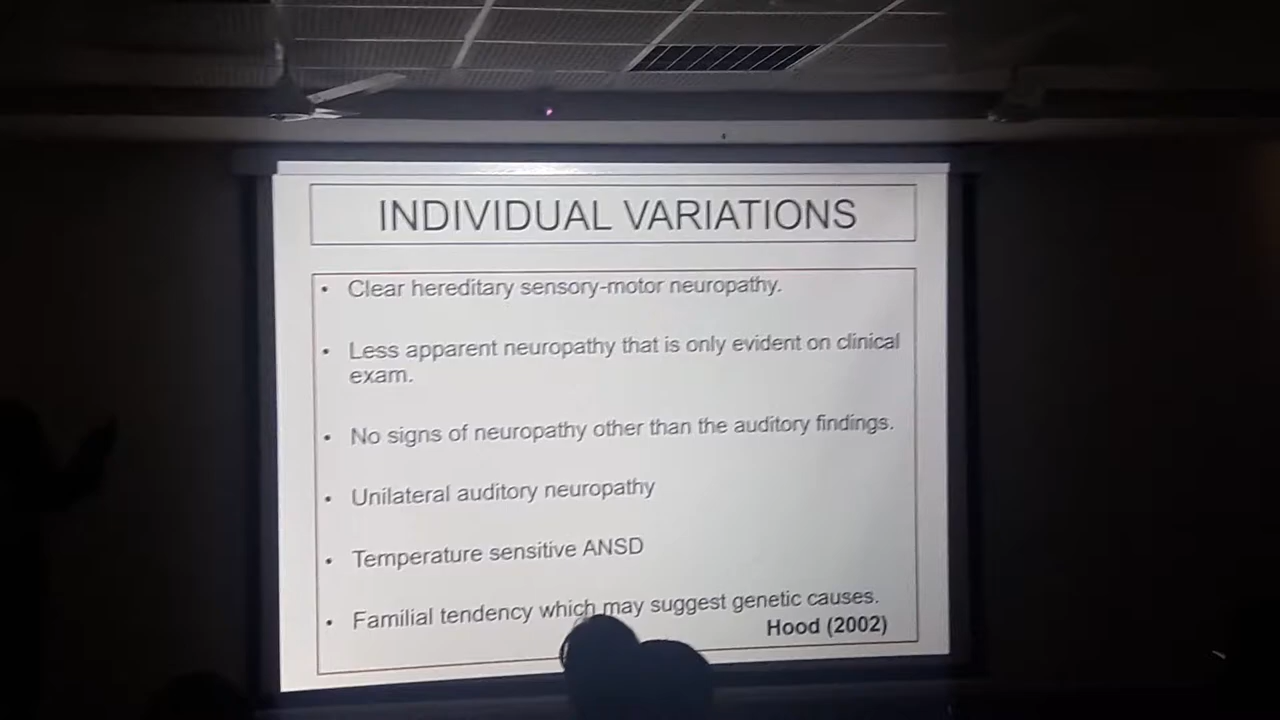 INDIVIDUAL VARIATIONS
• Clear hereditary sensory-motor neuropathy.
• Less apparent neuropathy that is only evident on clinical
exam.
• No signs of neuropathy other than the auditory findings.
• Unilateral auditory neuropathy
• Temperature sensitive ANSD
• Familial tendency which may suggest genetic causes.
Hood (2002)